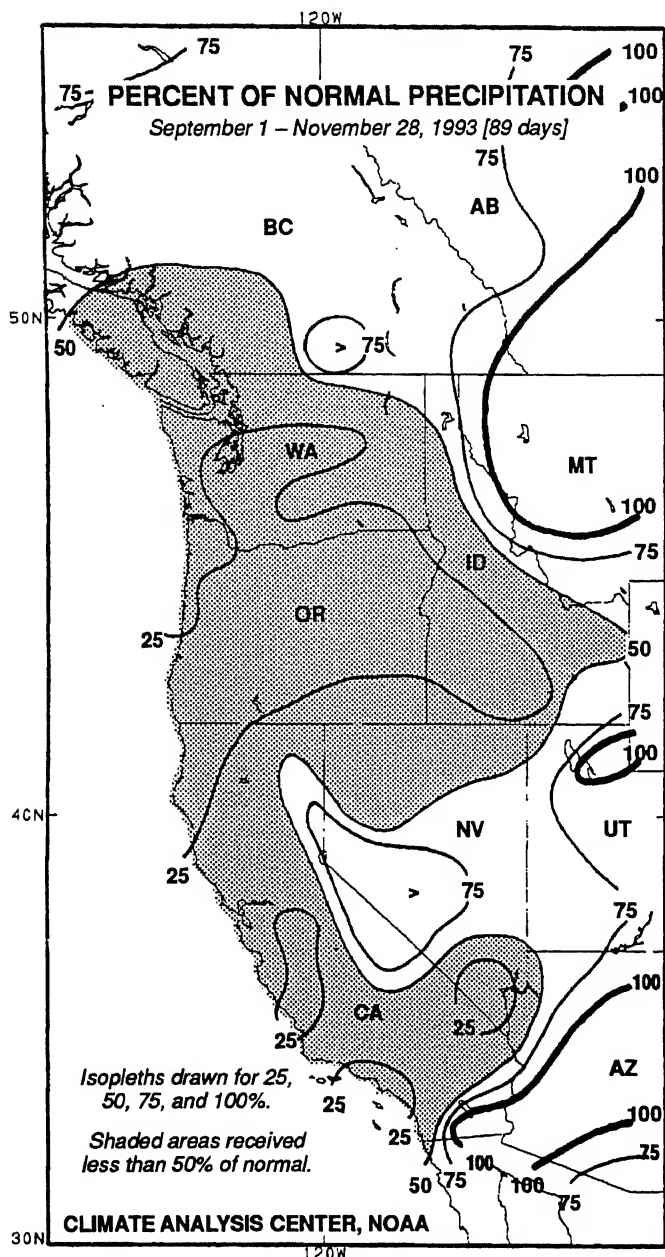 120W
75
75
100
75
PERCENT OF NORMAL PRECIPITATION
100
September 1 – November 28, 1993 [89 days]
75
100
AB
BC
50N
50
75
>
WA
MT
100
75
ID
OR
25
50
75
100
40N
NV
UT
25
75
>
75
100
CA
25
25
AZ
Isopleths drawn for 25,
50, 75, and 100%.
25
25
100
Shaded areas received
less than 50% of normal.
75
50
75
100
100
75
30N
CLIMATE ANALYSIS CENTER, NOAA
120W